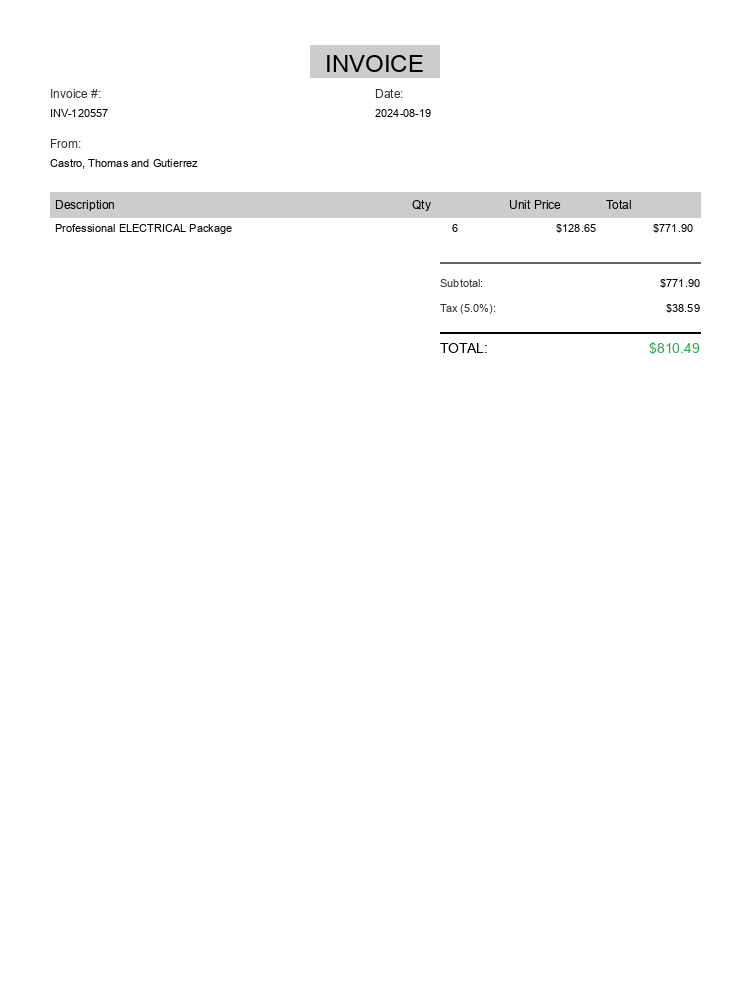 INVOICE
Invoice #: Date:
INV-120557 2024-08-19
From:
Castro, Thomas and Gutierrez
Description Qty Unit Price Total
Professional ELECTRICAL Package 6 $128.65 $771.90
Subtotal: $771.90
Tax (5.0%): $38.59
TOTAL: $810.49